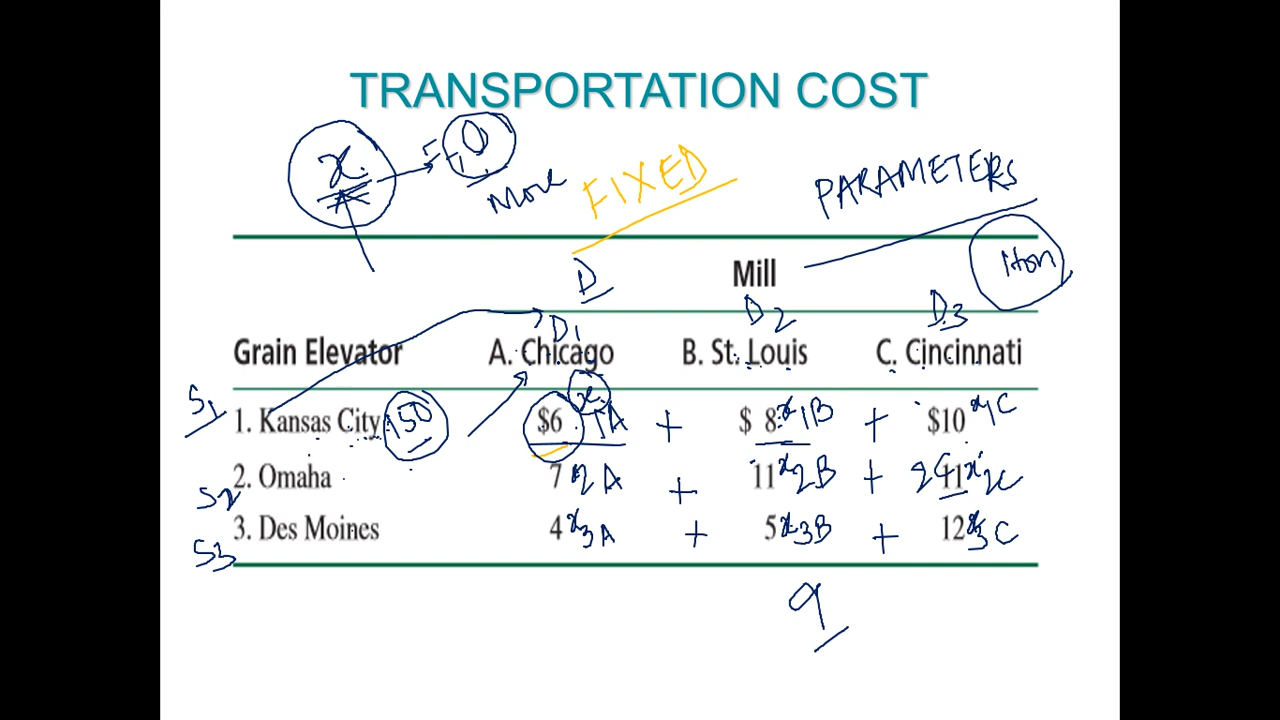 TRANSPORTATION COST
x = 0
More FIXED PARAMETERS
1ton
D Mill
D1 D2 D3
Grain Elevator A. Chicago B. St. Louis C. Cincinnati
S1 1. Kansas City 150 $6 x1A + $ 8 x1B + $10 x1C
S2 2. Omaha 7 x2A + 11 x2B + 11 x2C
S3 3. Des Moines 4 x3A + 5 x3B + 12 x3C
9